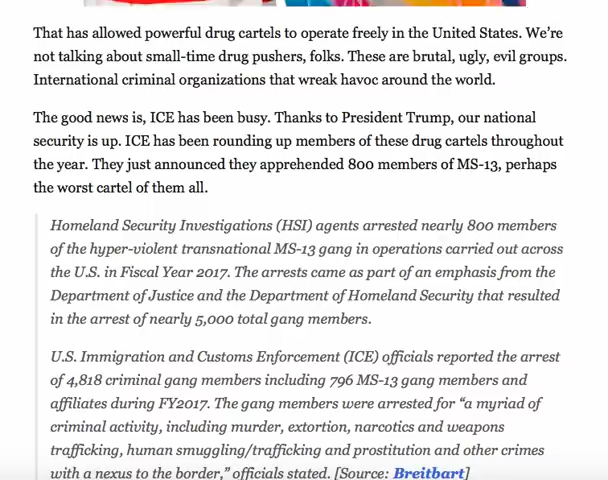 That has allowed powerful drug cartels to operate freely in the United States. We’re
not talking about small-time drug pushers, folks. These are brutal, ugly, evil groups.
International criminal organizations that wreak havoc around the world.
The good news is, ICE has been busy. Thanks to President Trump, our national
security is up. ICE has been rounding up members of these drug cartels throughout
the year. They just announced they apprehended 800 members of MS-13, perhaps
the worst cartel of them all.
Homeland Security Investigations (HSI) agents arrested nearly 800 members
of the hyper-violent transnational MS-13 gang in operations carried out across
the U.S. in Fiscal Year 2017. The arrests came as part of an emphasis from the
Department of Justice and the Department of Homeland Security that resulted
in the arrest of nearly 5,000 total gang members.
U.S. Immigration and Customs Enforcement (ICE) officials reported the arrest
of 4,818 criminal gang members including 796 MS-13 gang members and
affiliates during FY2017. The gang members were arrested for “a myriad of
criminal activity, including murder, extortion, narcotics and weapons
trafficking, human smuggling/trafficking and prostitution and other crimes
with a nexus to the border,” officials stated. [Source: Breitbart]